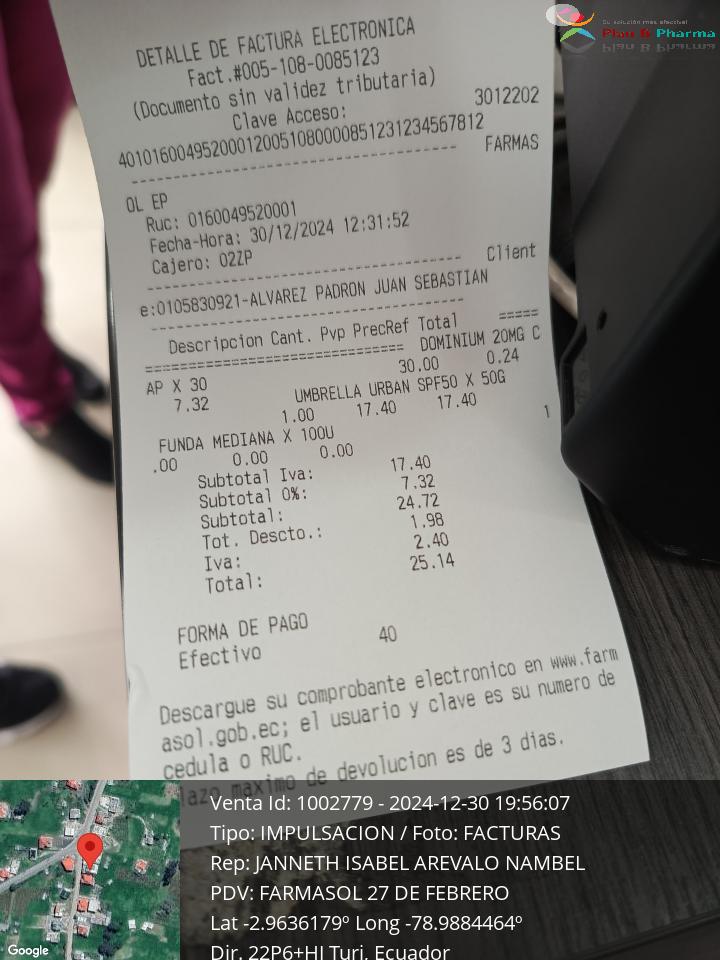 Su solución más efectiva!
Plau & Pharma
DETALLE DE FACTURA ELECTRONICA
Fact.#005-108-0085123
(Documento sin validez tributaria)
Clave Acceso: 3012202
401016004952000120051080000851231234567812
------------------------------------ FARMAS
OL EP
Ruc: 0160049520001
Fecha-Hora: 30/12/2024 12:31:52
Cajero: 02ZP
------------------------------------ Client
e:0105830921-ALVAREZ PADRON JUAN SEBASTIAN
------------------------------------
Descripcion Cant. Pvp PrecRef Total =====
============================== DOMINIUM 20MG C
AP X 30 30.00 0.24
7.32 UMBRELLA URBAN SPF50 X 50G
1.00 17.40 17.40 1
FUNDA MEDIANA X 100U
.00 0.00 0.00
Subtotal Iva: 17.40
Subtotal 0%: 7.32
Subtotal: 24.72
Tot. Descto.: 1.98
Iva: 2.40
Total: 25.14
FORMA DE PAGO
Efectivo 40
Descargue su comprobante electronico en www.farm
asol.gob.ec; el usuario y clave es su numero de
cedula o RUC.
lazo maximo de devolucion es de 3 dias.
Venta Id: 1002779 - 2024-12-30 19:56:07
Tipo: IMPULSACION / Foto: FACTURAS
Rep: JANNETH ISABEL AREVALO NAMBEL
PDV: FARMASOL 27 DE FEBRERO
Lat -2.9636179º Long -78.9884464º
Dir. 22P6+HJ Turi, Ecuador
Google